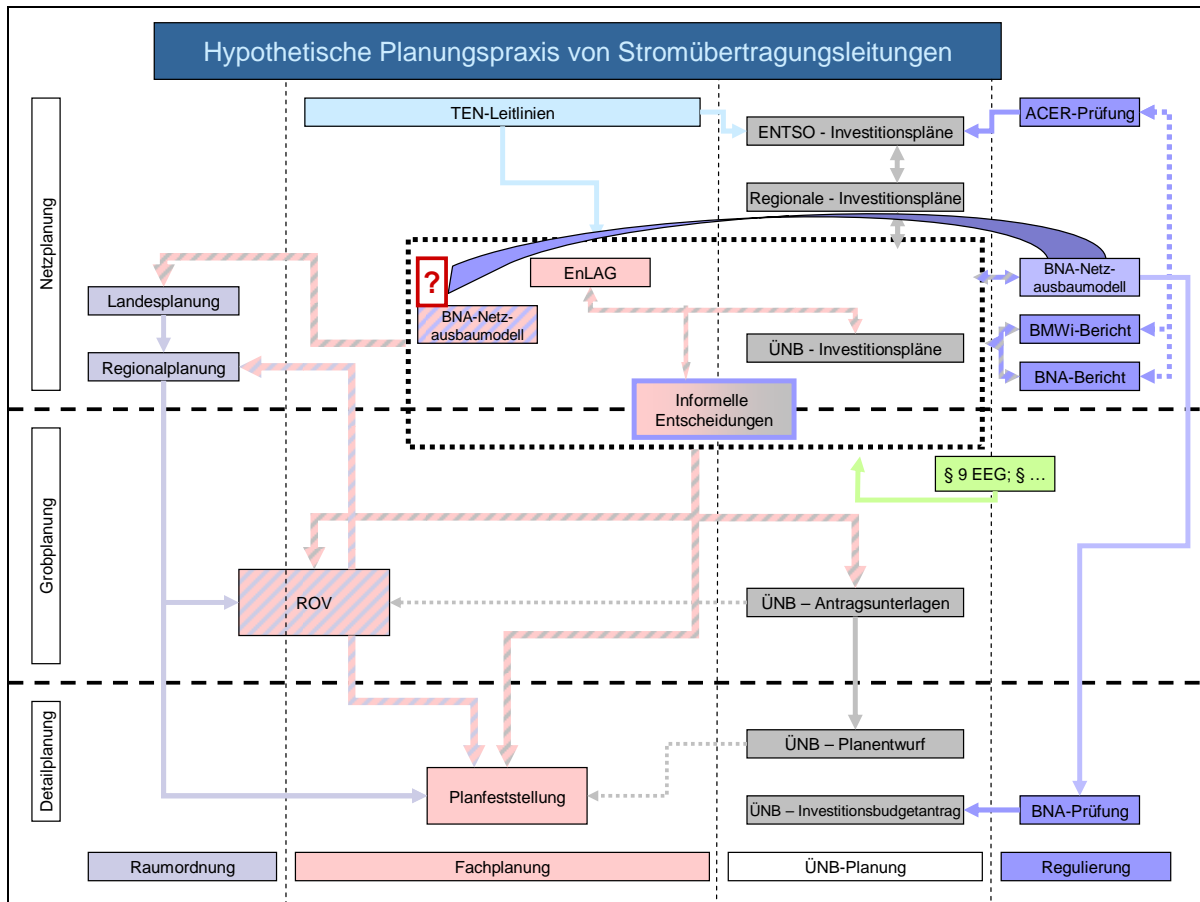 Hypothetische Planungspraxis von Stromübertragungsleitungen
Netzplanung
TEN-Leitlinien
ENTSO - Investitionspläne
ACER-Prüfung
Regionale - Investitionspläne
?
EnLAG
BNA-Netz-
ausbaumodell
BNA-Netz-
ausbaumodell
Landesplanung
BMWi-Bericht
ÜNB - Investitionspläne
Regionalplanung
BNA-Bericht
Informelle
Entscheidungen
Grobplanung
§ 9 EEG; § …
ROV
ÜNB – Antragsunterlagen
Detailplanung
ÜNB – Planentwurf
Planfeststellung
ÜNB – Investitionsbudgetantrag
BNA-Prüfung
Raumordnung
Fachplanung
ÜNB-Planung
Regulierung